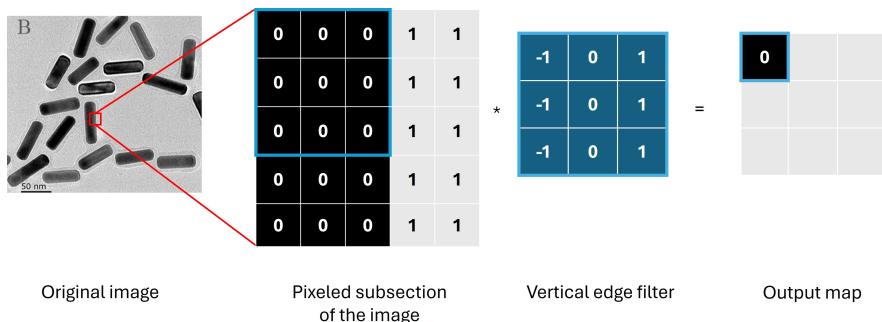 B
50 nm
0 0 0 1 1
0 0 0 1 1
0 0 0 1 1
0 0 0 1 1
0 0 0 1 1
*
-1 0 1
-1 0 1
-1 0 1
=
0
Original image
Pixeled subsection
of the image
Vertical edge filter
Output map